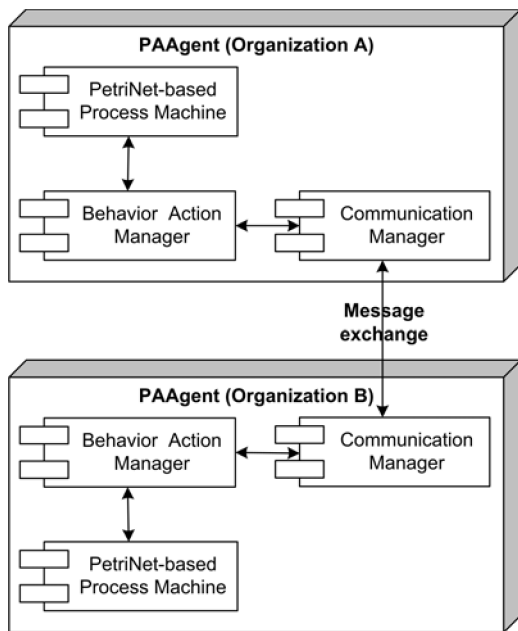 PAAgent (Organization A)
PetriNet-based
Process Machine
Behavior Action
Manager
Communication
Manager
Message
exchange
PAAgent (Organization B)
Behavior Action
Manager
Communication
Manager
PetriNet-based
Process Machine